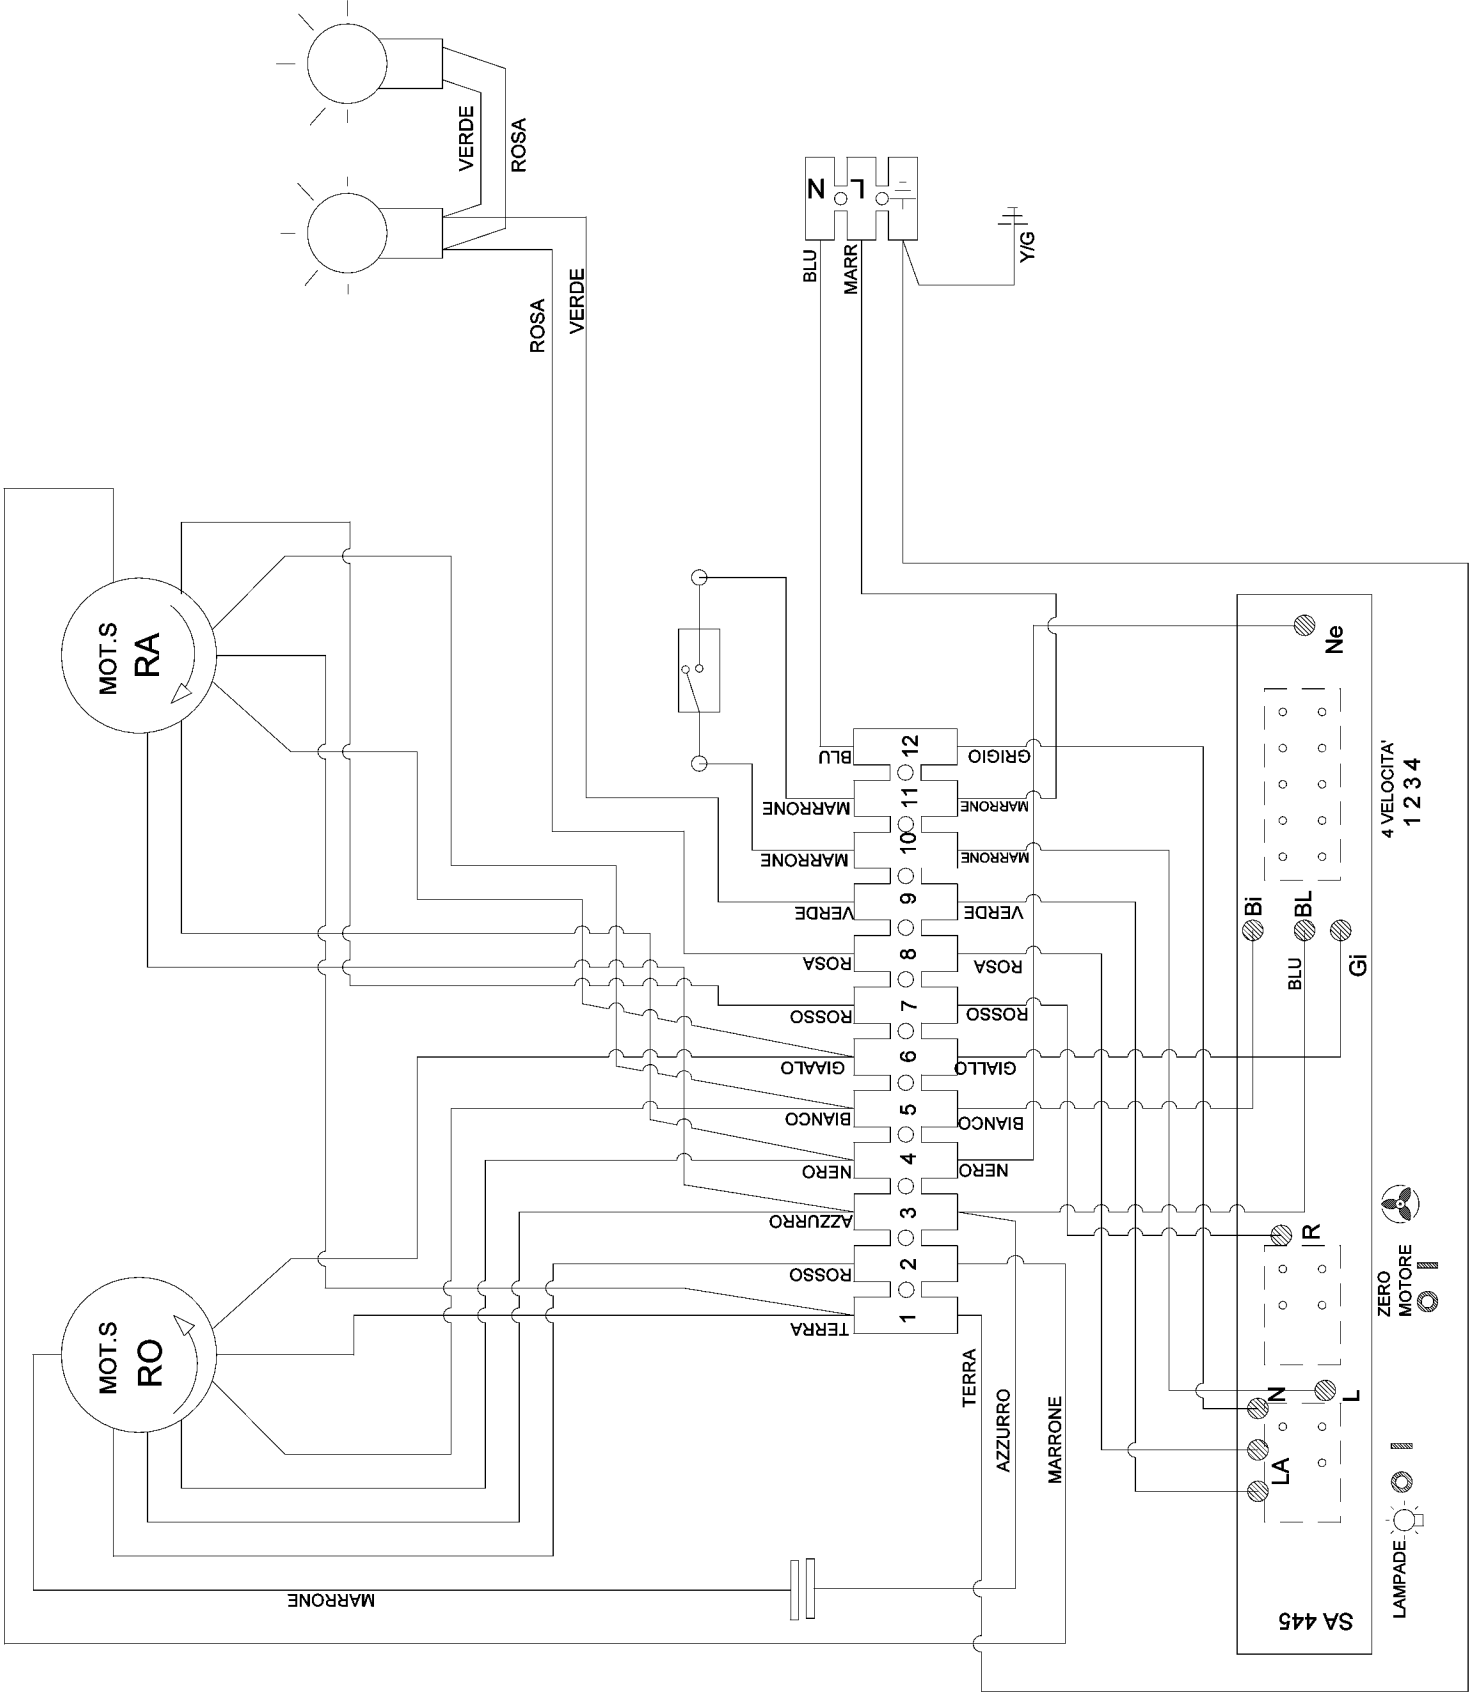 VERDE
ROSA
N
L
Y/G
BLU
MARR
ROSA
VERDE
MOT.S
RA
Ne
BLU
12
GRIGIO
MARRONE
11
MARRONE
MARRONE
10
MARRONE
VERDE
9
VERDE
ROSA
8
ROSA
ROSSO
7
ROSSO
GIAALO
6
GIALLO
BIANCO
5
BIANCO
NERO
4
NERO
AZZURRO
3
ROSSO
2
TERRA
1
4 VELOCITA'
1 2 3 4
Bi
BL
BLU
Gi
R
ZERO
MOTORE
MOT.S
RO
TERRA
AZZURRO
MARRONE
N
L
LA
MARRONE
LAMPADE
SA 445